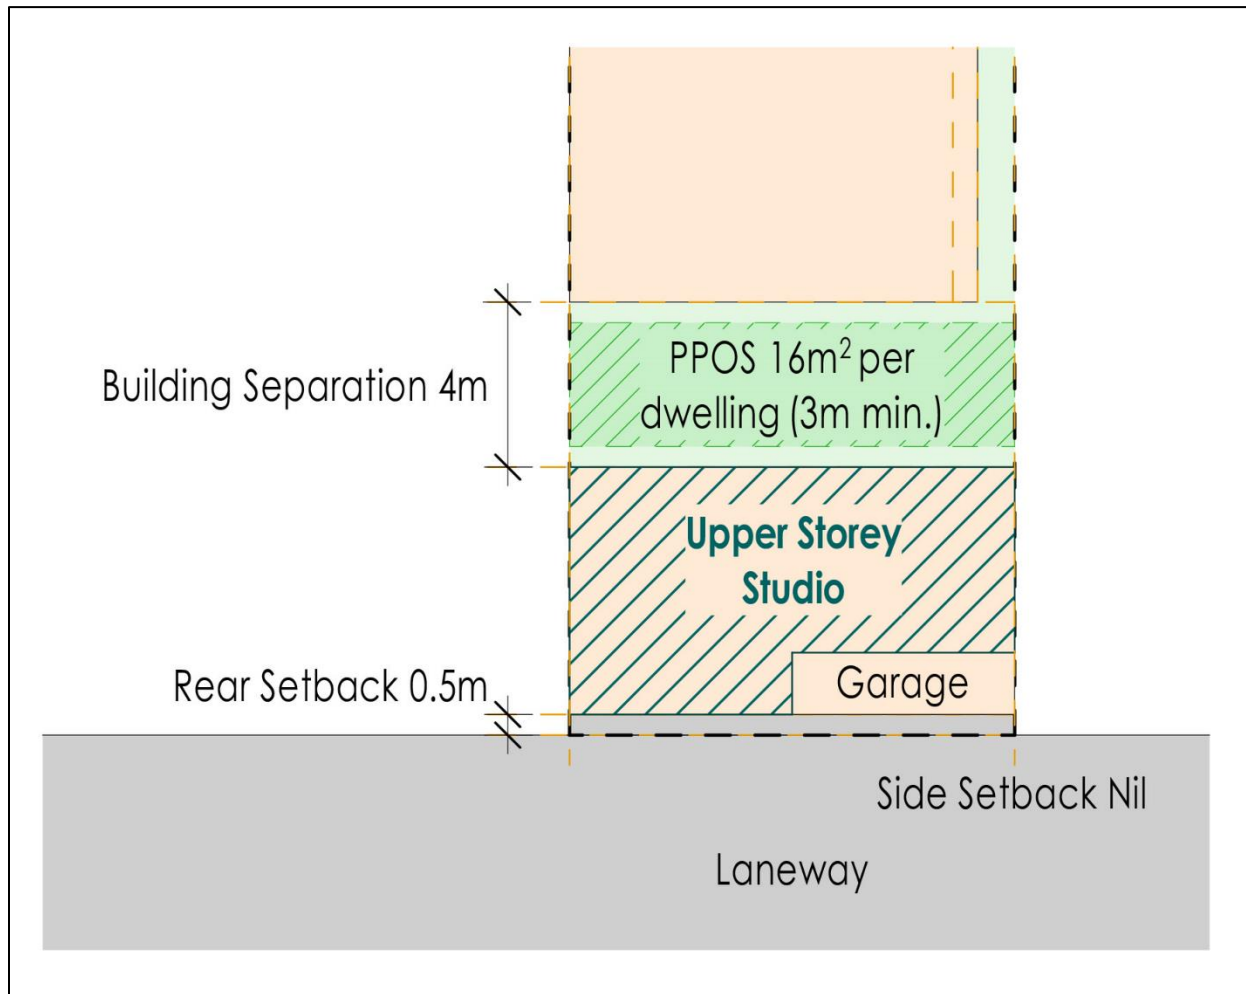 PPOS 16m² per
dwelling (3m min.)
Building Separation 4m
Upper Storey
Studio
Rear Setback 0.5m
Garage
Side Setback Nil
Laneway